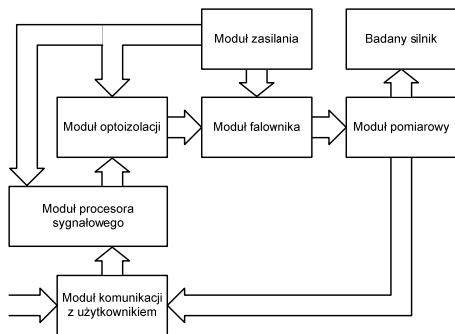 Moduł zasilania
Badany silnik
Moduł optoizolacji
Moduł falownika
Moduł pomiarowy
Moduł procesora
sygnałowego
Moduł komunikacji
z użytkownikiem